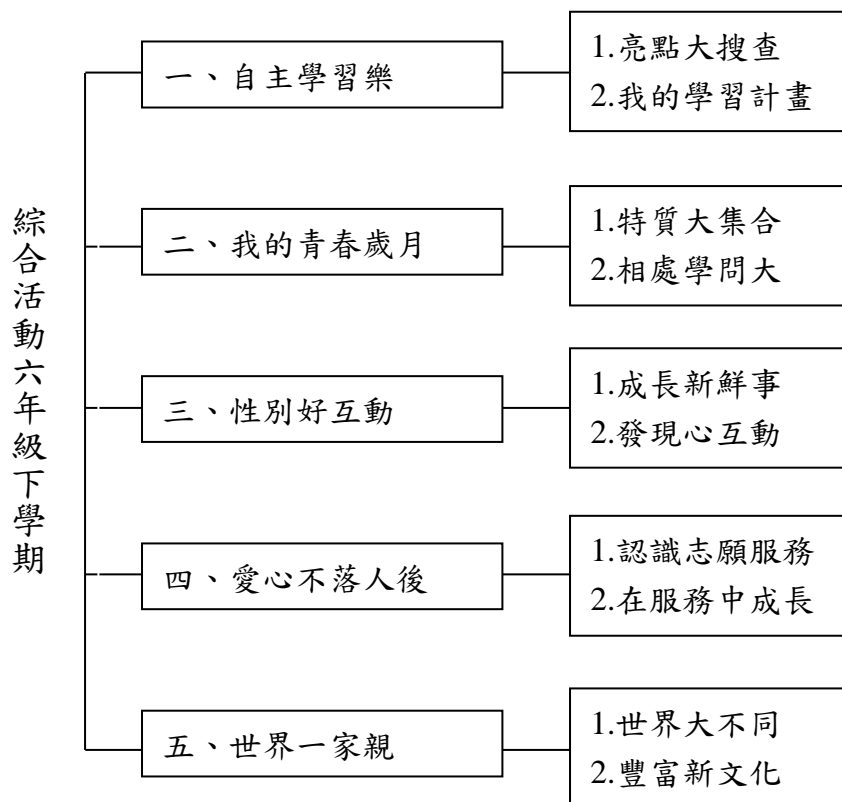 綜合活動六年級下學期
一、自主學習樂
1.亮點大搜查
2.我的學習計畫
二、我的青春歲月
1.特質大集合
2.相處學問大
三、性別好互動
1.成長新鮮事
2.發現心互動
四、愛心不落人後
1.認識志願服務
2.在服務中成長
五、世界一家親
1.世界大不同
2.豐富新文化